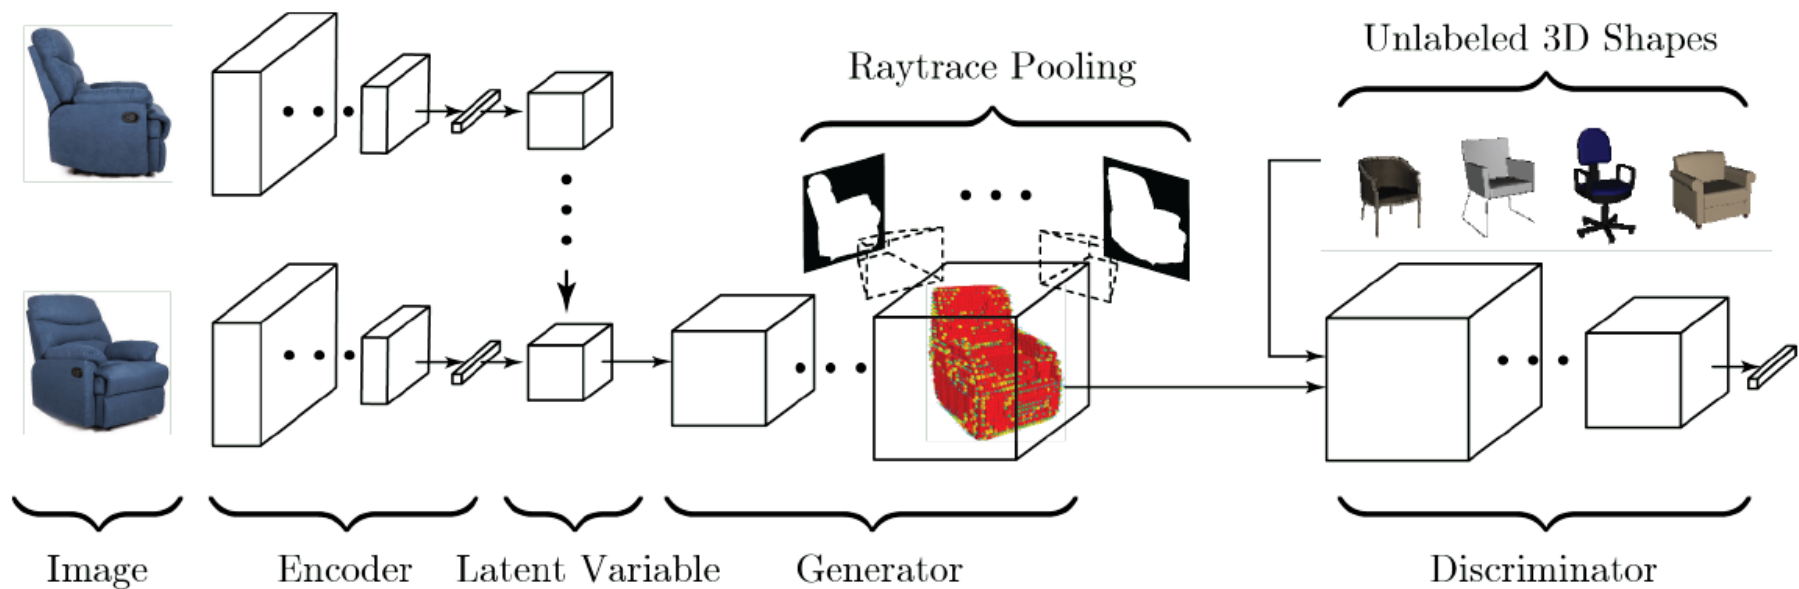 Raytrace Pooling
Unlabeled 3D Shapes
Image
Encoder
Latent Variable
Generator
Discriminator